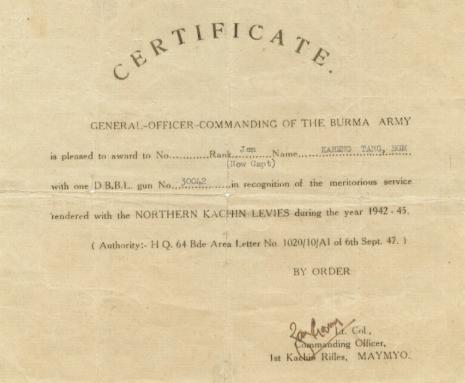 CERTIFICATE.
GENERAL-OFFICER-COMMANDING OF THE BURMA ARMY
is pleased to award to No...........Rank..Jem......Name...KARENG TANG, BGM
(Now Capt)
with one D.B.B.L. gun No..30042.......in recognition of the meritorious service
rendered with the NORTHERN KACHIN LEVIES during the year 1942 - 45.
( Authority:- H Q. 64 Bde Area Letter No. 1020/10/A1 of 6th Sept. 47. )
BY ORDER
Lt. Col.,
Commanding Officer,
1st Kachin Rifles, MAYMYO.